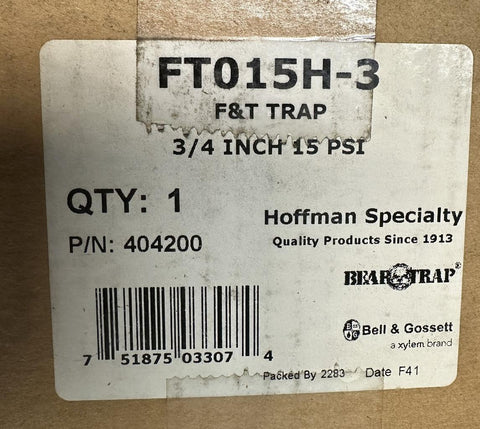 FT015H-3
F&T TRAP
3/4 INCH 15 PSI
QTY: 1
Hoffman Specialty
P/N: 404200
Quality Products Since 1913
BEAR TRAP®
Bell & Gossett
a xylem brand
7 51875 03307 4
Packed By 2283 Date F41